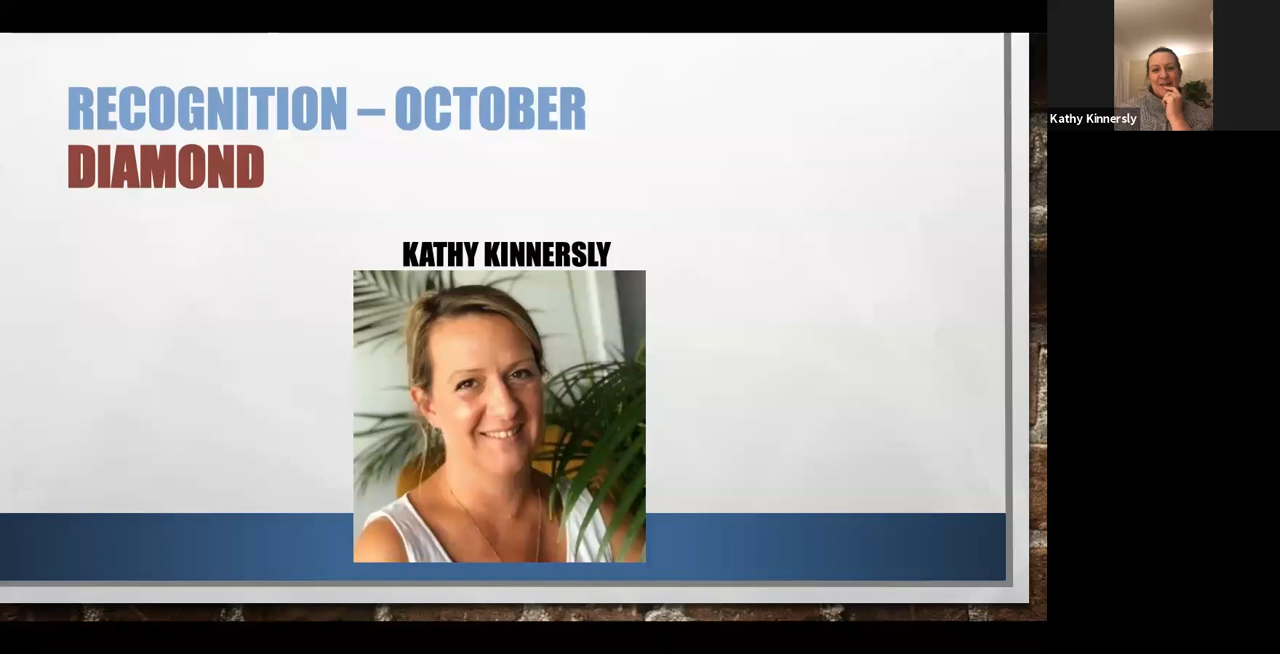 RECOGNITION – OCTOBER
DIAMOND
KATHY KINNERSLY
Kathy Kinnersly